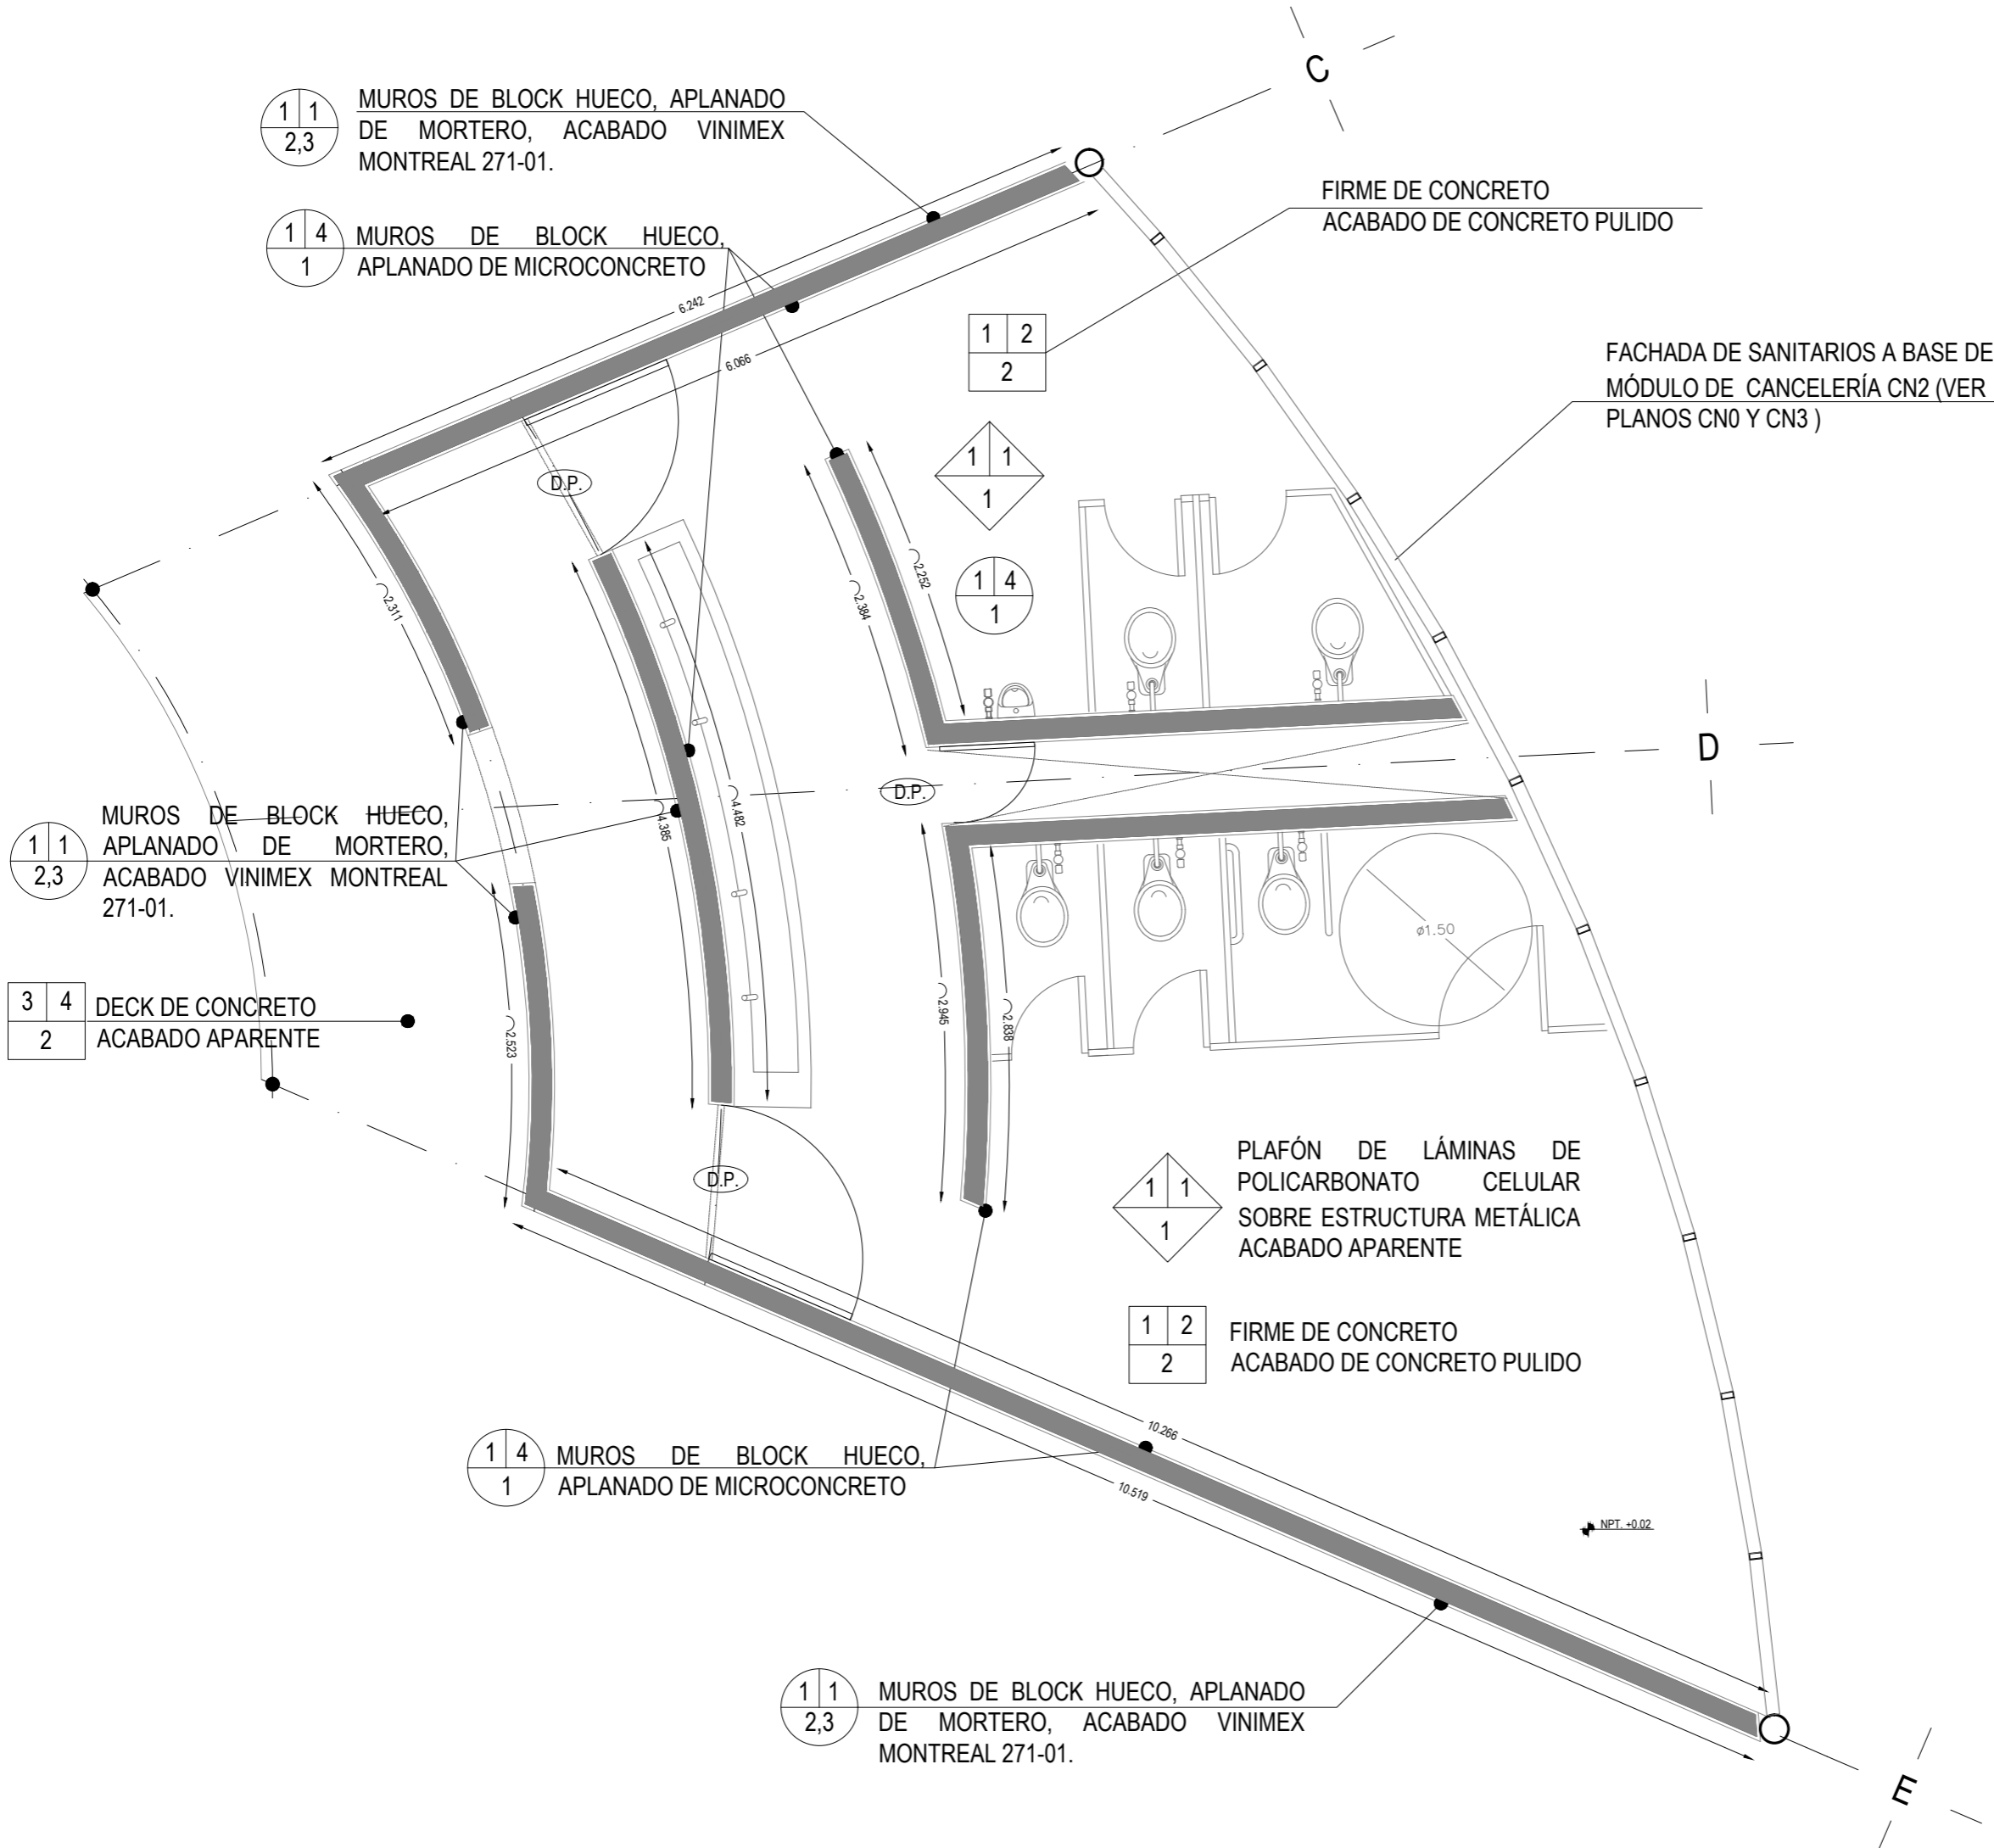 C
1 1
2,3
MUROS DE BLOCK HUECO, APLANADO
DE MORTERO, ACABADO VINIMEX
MONTREAL 271-01.
FIRME DE CONCRETO
ACABADO DE CONCRETO PULIDO
1 4
1
MUROS DE BLOCK HUECO,
APLANADO DE MICROCONCRETO
6.242
6.066
1 2
2
FACHADA DE SANITARIOS A BASE DE
MÓDULO DE CANCELERÍA CN2 (VER
PLANOS CN0 Y CN3 )
1 1
1
D.P.
2.252
2.384
2.311
1 4
1
D
D.P.
4.482
4.385
MUROS DE BLOCK HUECO,
APLANADO DE MORTERO,
ACABADO VINIMEX MONTREAL
271-01.
1 1
2,3
ø1.50
3 4
2
DECK DE CONCRETO
ACABADO APARENTE
2.523
2.945
2.838
D.P.
1 1
1
PLAFÓN DE LÁMINAS DE
POLICARBONATO CELULAR
SOBRE ESTRUCTURA METÁLICA
ACABADO APARENTE
1 2
2
FIRME DE CONCRETO
ACABADO DE CONCRETO PULIDO
1 4
1
MUROS DE BLOCK HUECO,
APLANADO DE MICROCONCRETO
10.266
10.519
NPT. +0.02
1 1
2,3
MUROS DE BLOCK HUECO, APLANADO
DE MORTERO, ACABADO VINIMEX
MONTREAL 271-01.
E